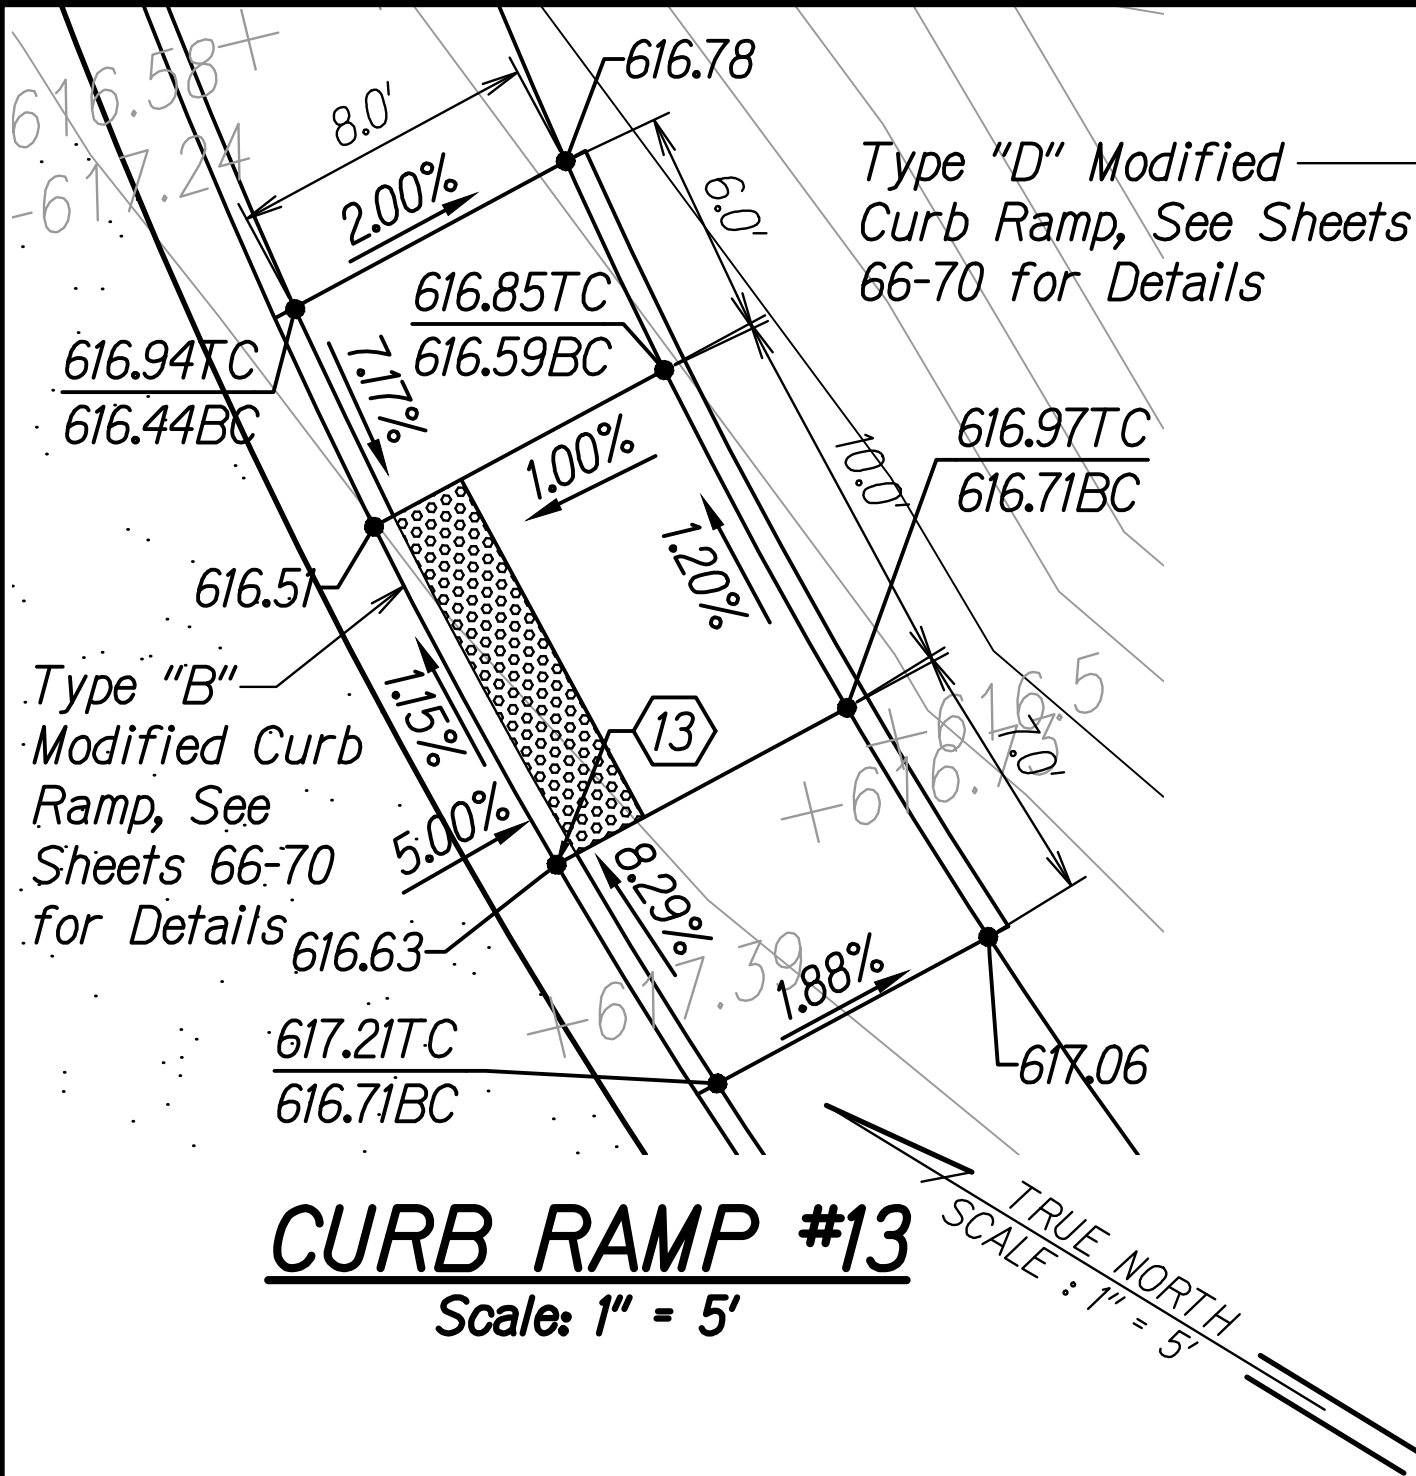 616.58+
616.78
8.0'
-617.24
2.00%
6.0'
Type "D" Modified
Curb Ramp, See Sheets
66-70 for Details
616.85TC
616.59BC
616.94TC
616.44BC
7.17%
1.00%
10.0'
616.97TC
616.71BC
1.20%
616.51
Type "B"
Modified Curb
Ramp, See
Sheets 66-70
for Details
1.15%
13
+616.5
+616.73
7.0'
5.00%
8.29%
616.63
+617.39
1.88%
617.21TC
616.71BC
617.06
CURB RAMP #13
Scale: 1" = 5'
TRUE NORTH
SCALE : 1" = 5'